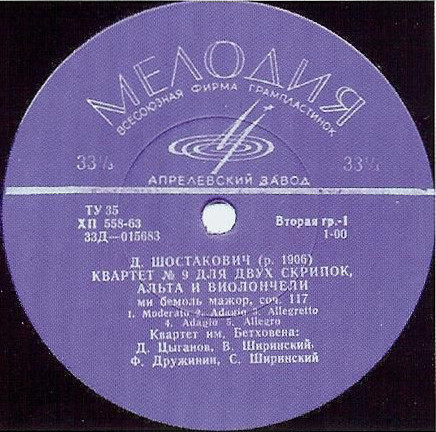 МЕЛОДИЯ
ВСЕСОЮЗНАЯ ФИРМА ГРАМПЛАСТИНОК
33⅓ 33⅓
АПРЕЛЕВСКИЙ ЗАВОД
ТУ 35
ХП 558-63
33Д—015683
Вторая гр.-1
1-00
Д. ШОСТАКОВИЧ (р. 1906)
КВАРТЕТ № 9 ДЛЯ ДВУХ СКРИПОК,
АЛЬТА И ВИОЛОНЧЕЛИ
ми бемоль мажор, соч. 117
1. Moderato 2. Adagio 3. Allegretto
4. Adagio 5. Allegro
Квартет им. Бетховена:
Д. Цыганов, В. Ширинский,
Ф. Дружинин, С. Ширинский